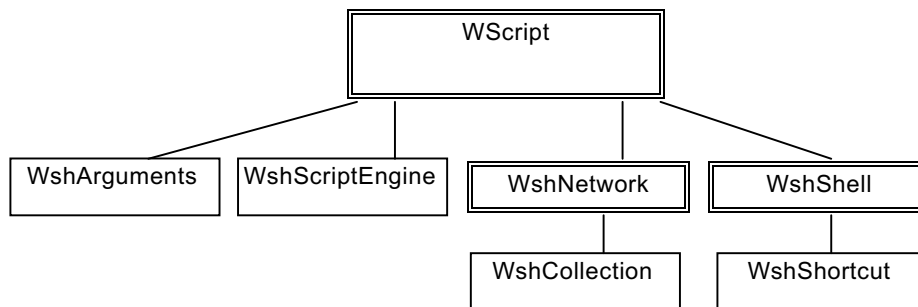 WScript
WshArguments
WshScriptEngine
WshNetwork
WshShell
WshCollection
WshShortcut